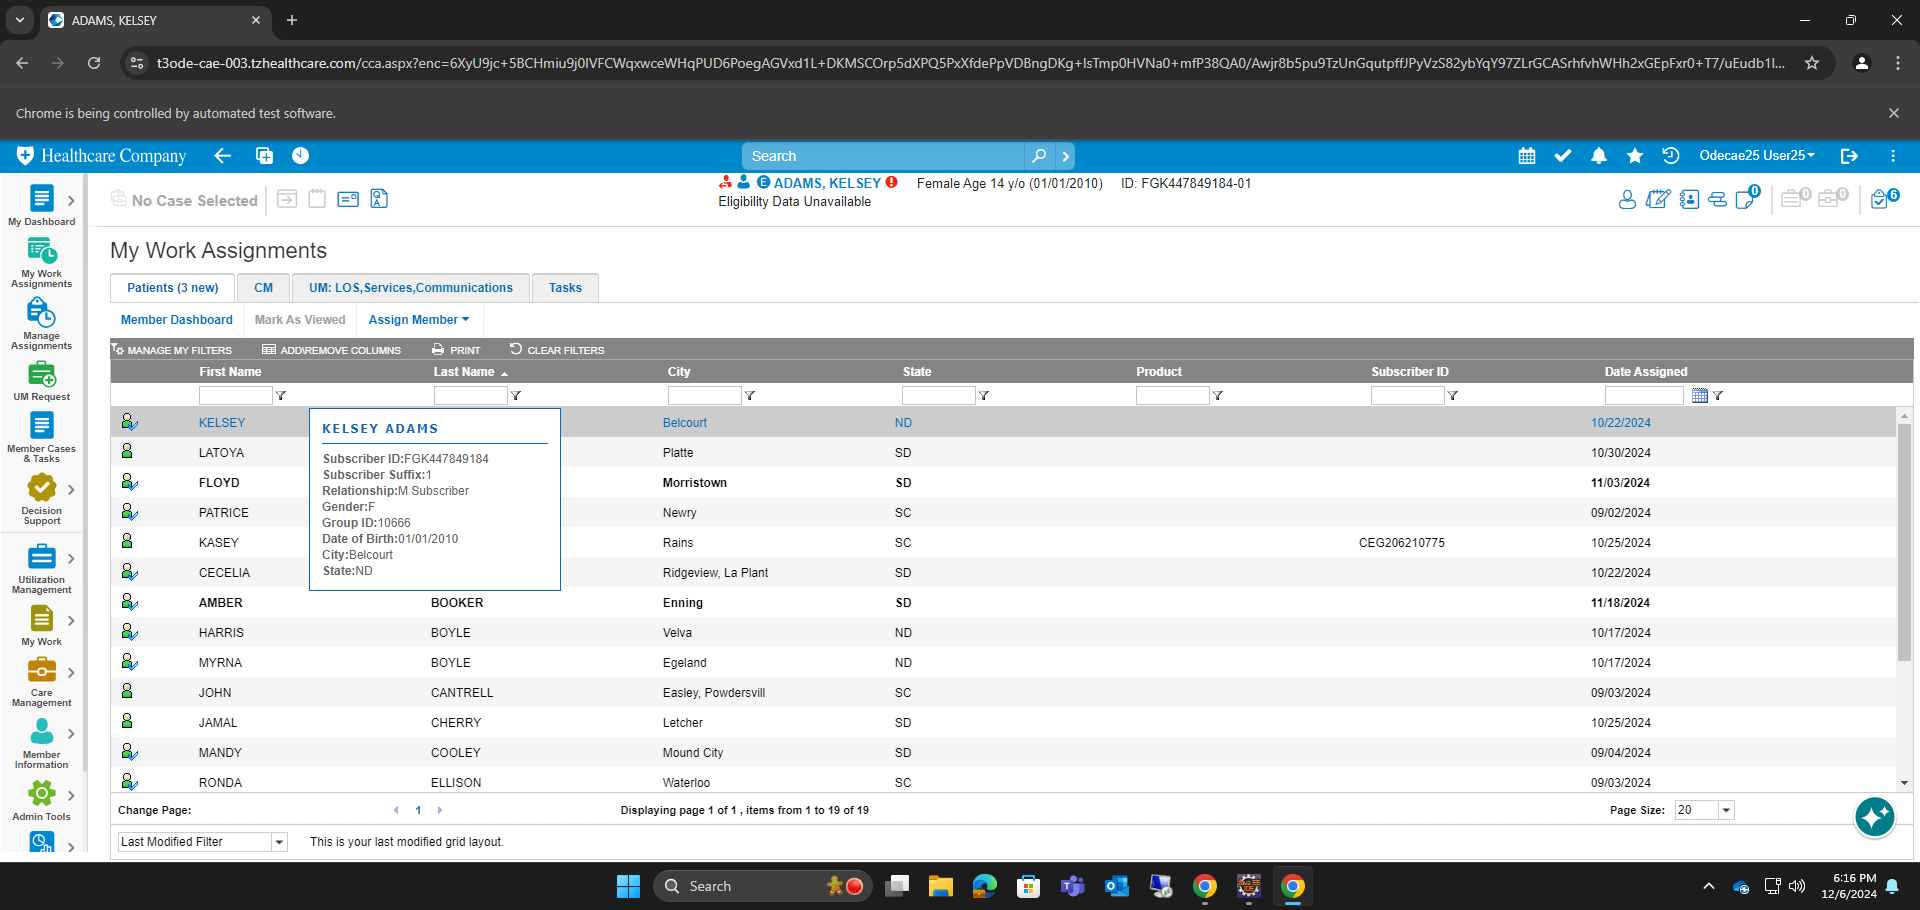 ADAMS, KELSEY
t3ode-cae-003.tzhealthcare.com/cca.aspx?enc=6XyU9jc+5BCHmiu9j0IVFCWqxwceWHqPUD6PoegAGVxd1L+DKMSCOrp5dXPQ5PxXfdePpVDBngDKg+IsTmp0HVNa0+mfP38QA0/Awjr8b5pu9TzUnGqutpffJPyVzS82ybYqY97ZLrGCASrhfvhWHh2xGEpFxr0+T7/uEudb1I...
Chrome is being controlled by automated test software.
Healthcare Company
Search
Odecae25 User25
No Case Selected
E ADAMS, KELSEY Female Age 14 y/o (01/01/2010) ID: FGK447849184-01
Eligibility Data Unavailable
0 0 0 6
My Dashboard
My Work Assignments
Manage Assignments
UM Request
Member Cases & Tasks
Decision Support
Utilization Management
My Work
Care Management
Member Information
Admin Tools
My Work Assignments
Patients (3 new) CM UM: LOS,Services,Communications Tasks
Member Dashboard Mark As Viewed Assign Member
MANAGE MY FILTERS ADD\REMOVE COLUMNS PRINT CLEAR FILTERS
First Name Last Name City State Product Subscriber ID Date Assigned
KELSEY Belcourt ND 10/22/2024
LATOYA Platte SD 10/30/2024
FLOYD Morristown SD 11/03/2024
PATRICE Newry SC 09/02/2024
KASEY Rains SC CEG206210775 10/25/2024
CECELIA Ridgeview, La Plant SD 10/22/2024
AMBER BOOKER Enning SD 11/18/2024
HARRIS BOYLE Velva ND 10/17/2024
MYRNA BOYLE Egeland ND 10/17/2024
JOHN CANTRELL Easley, Powdersvill SC 09/03/2024
JAMAL CHERRY Letcher SD 10/25/2024
MANDY COOLEY Mound City SD 09/04/2024
RONDA ELLISON Waterloo SC 09/03/2024
KELSEY ADAMS
Subscriber ID:FGK447849184
Subscriber Suffix:1
Relationship:M Subscriber
Gender:F
Group ID:10666
Date of Birth:01/01/2010
City:Belcourt
State:ND
Change Page: 1 Displaying page 1 of 1 , items from 1 to 19 of 19 Page Size: 20
Last Modified Filter This is your last modified grid layout.
Search
6:16 PM
12/6/2024